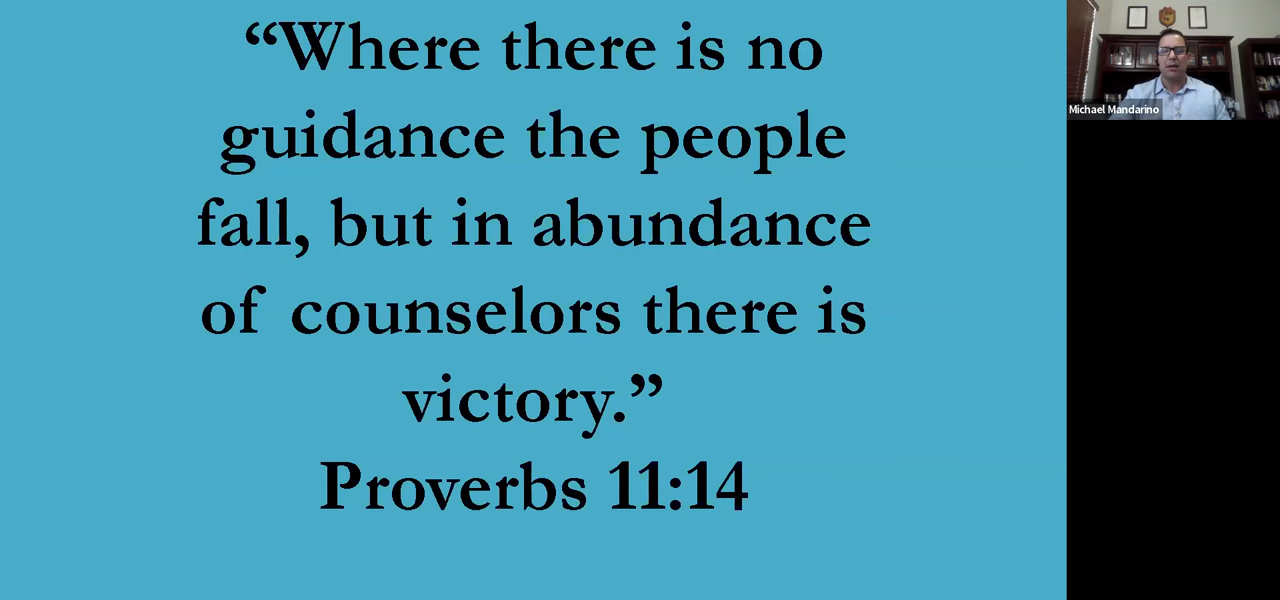 “Where there is no
guidance the people
fall, but in abundance
of counselors there is
victory.”
Proverbs 11:14
Michael Mandarino